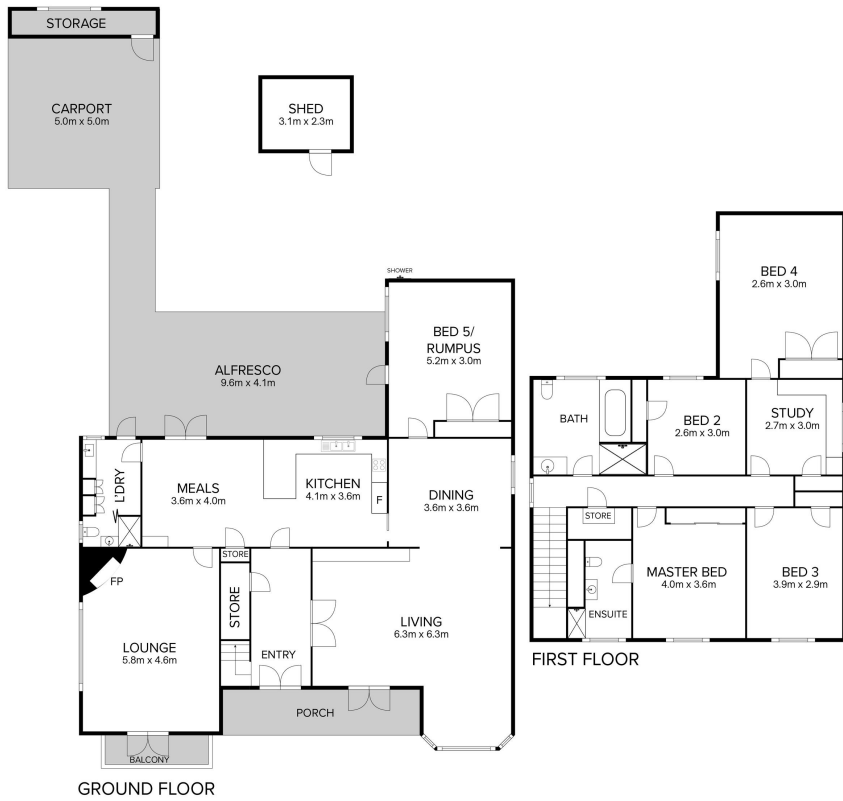 STORAGE
CARPORT
5.0m x 5.0m
SHED
3.1m x 2.3m
SHOWER
BED 5/
RUMPUS
5.2m x 3.0m
ALFRESCO
9.6m x 4.1m
L'DRY
MEALS
3.6m x 4.0m
KITCHEN
4.1m x 3.6m
F
DINING
3.6m x 3.6m
FP
STORE
STORE
LOUNGE
5.8m x 4.6m
ENTRY
LIVING
6.3m x 6.3m
PORCH
BALCONY
GROUND FLOOR
BED 4
2.6m x 3.0m
BATH
BED 2
2.6m x 3.0m
STUDY
2.7m x 3.0m
STORE
MASTER BED
4.0m x 3.6m
BED 3
3.9m x 2.9m
ENSUITE
FIRST FLOOR